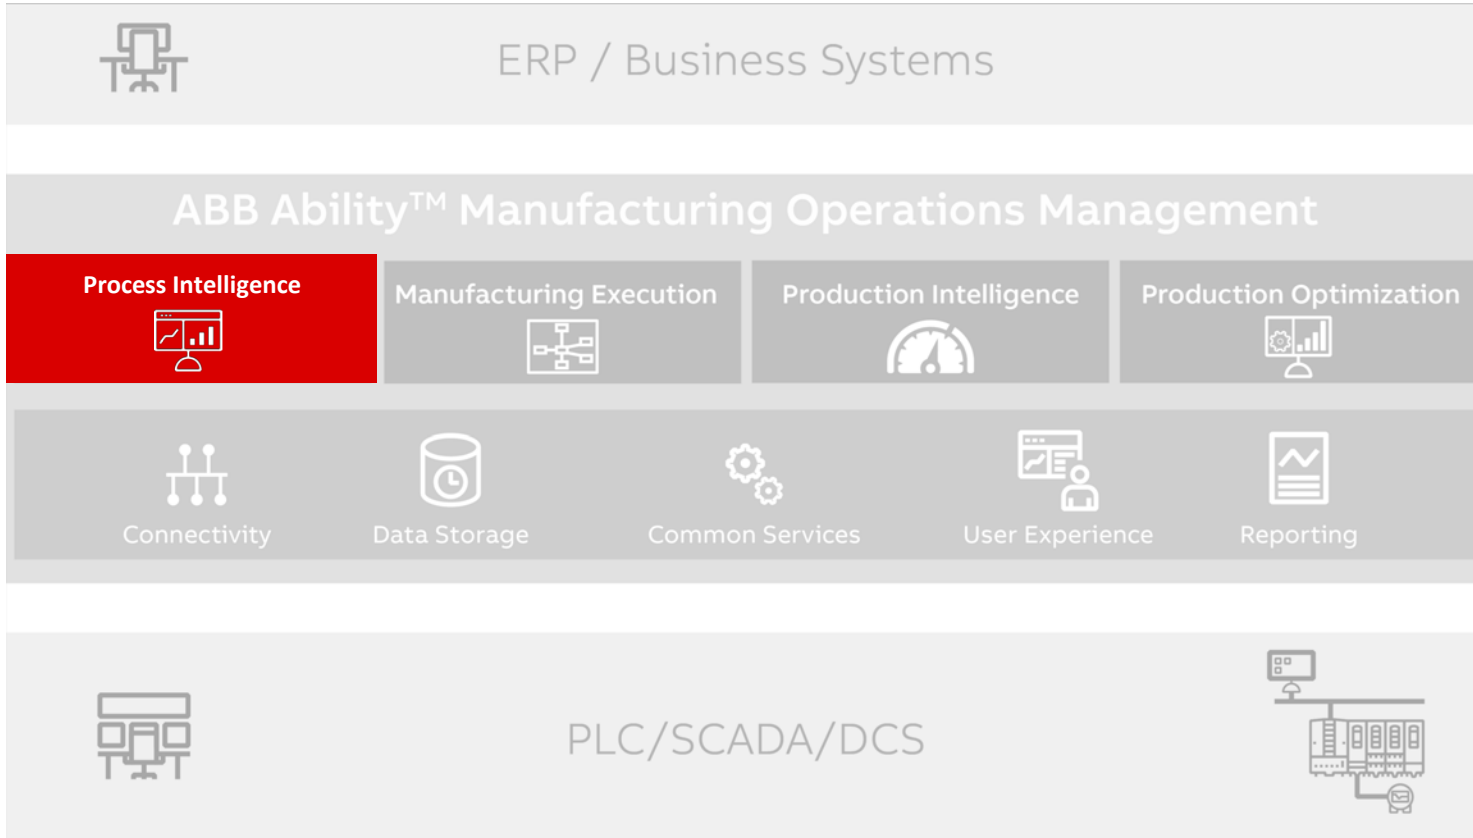 ERP / Business Systems
ABB Ability™ Manufacturing Operations Management
Process Intelligence
Manufacturing Execution
Production Intelligence
Production Optimization
Connectivity
Data Storage
Common Services
User Experience
Reporting
PLC/SCADA/DCS